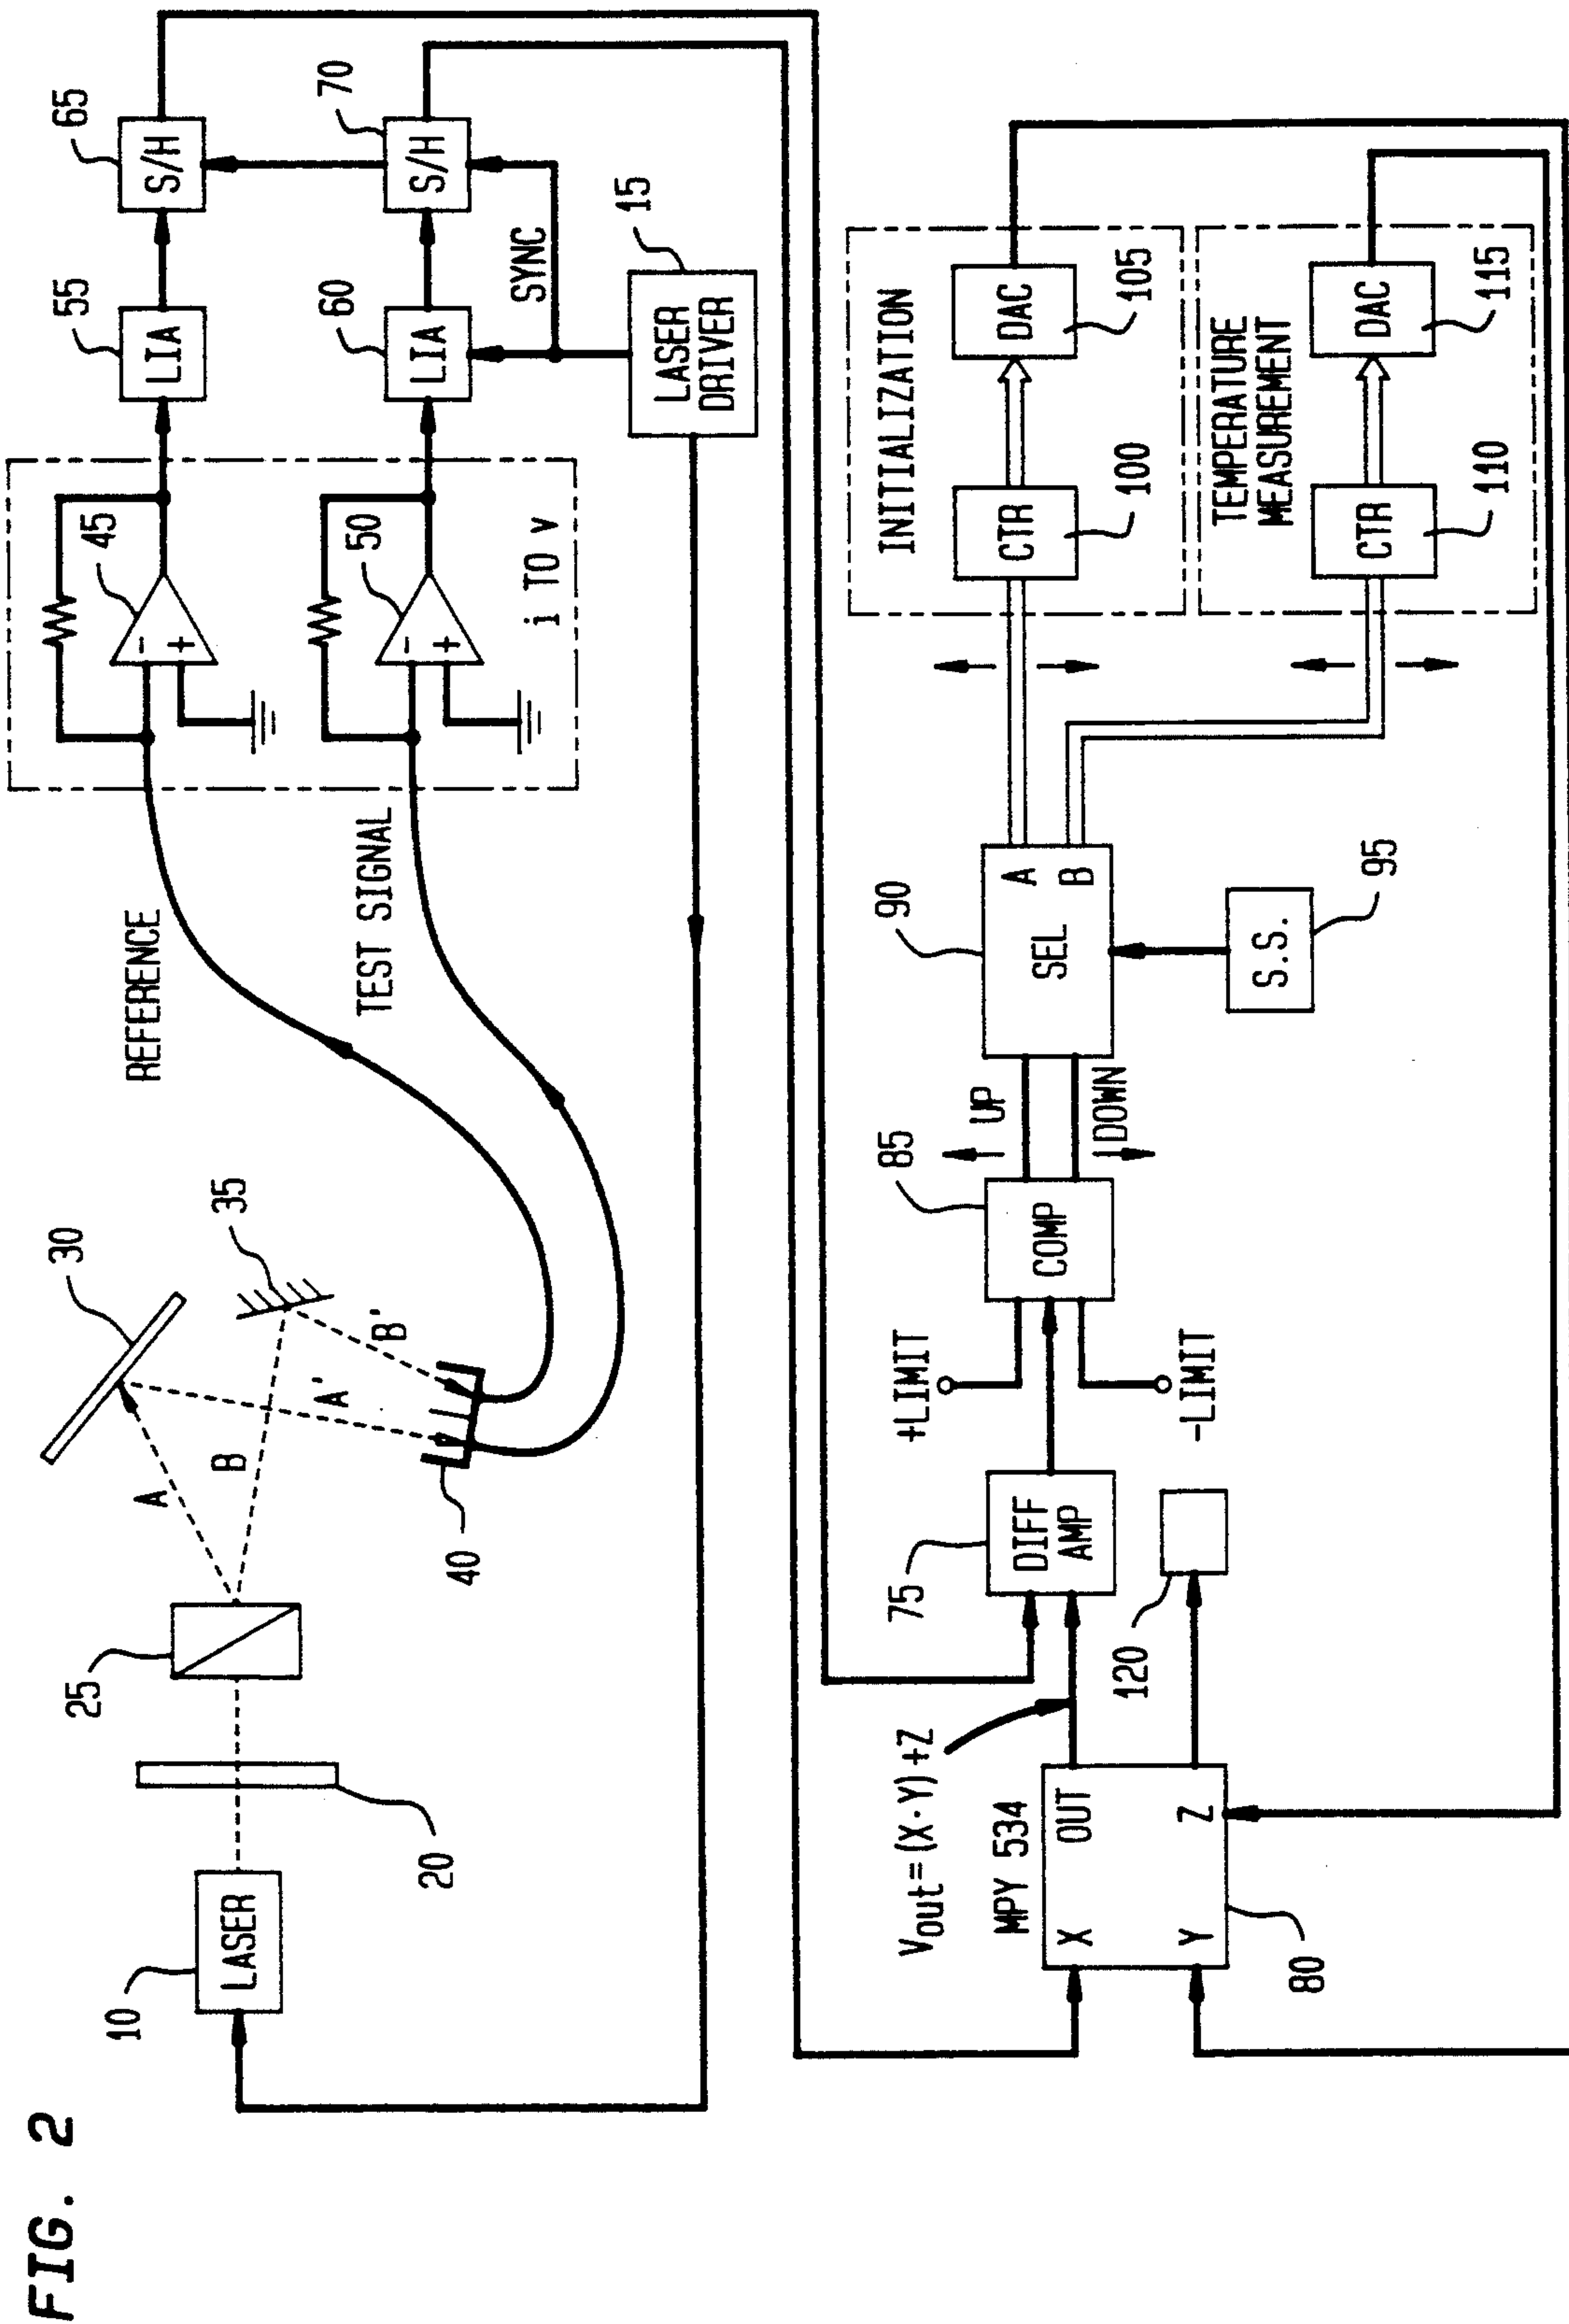 FIG. 2
10
LASER
20
25
30
35
40
A
B
A'
B'
REFERENCE
TEST SIGNAL
45
-
+
50
-
+
i TO v
55
LIA
60
LIA
65
S/H
70
S/H
SYNC
15
LASER
DRIVER
Vout=(X·Y)+Z
MPY 534
X
OUT
Y
Z
80
120
75
DIFF
AMP
+LIMIT
-LIMIT
85
COMP
UP
DOWN
90
SEL
A
B
S.S.
95
INITIALIZATION
CTR
100
DAC
105
TEMPERATURE
MEASUREMENT
CTR
110
DAC
115